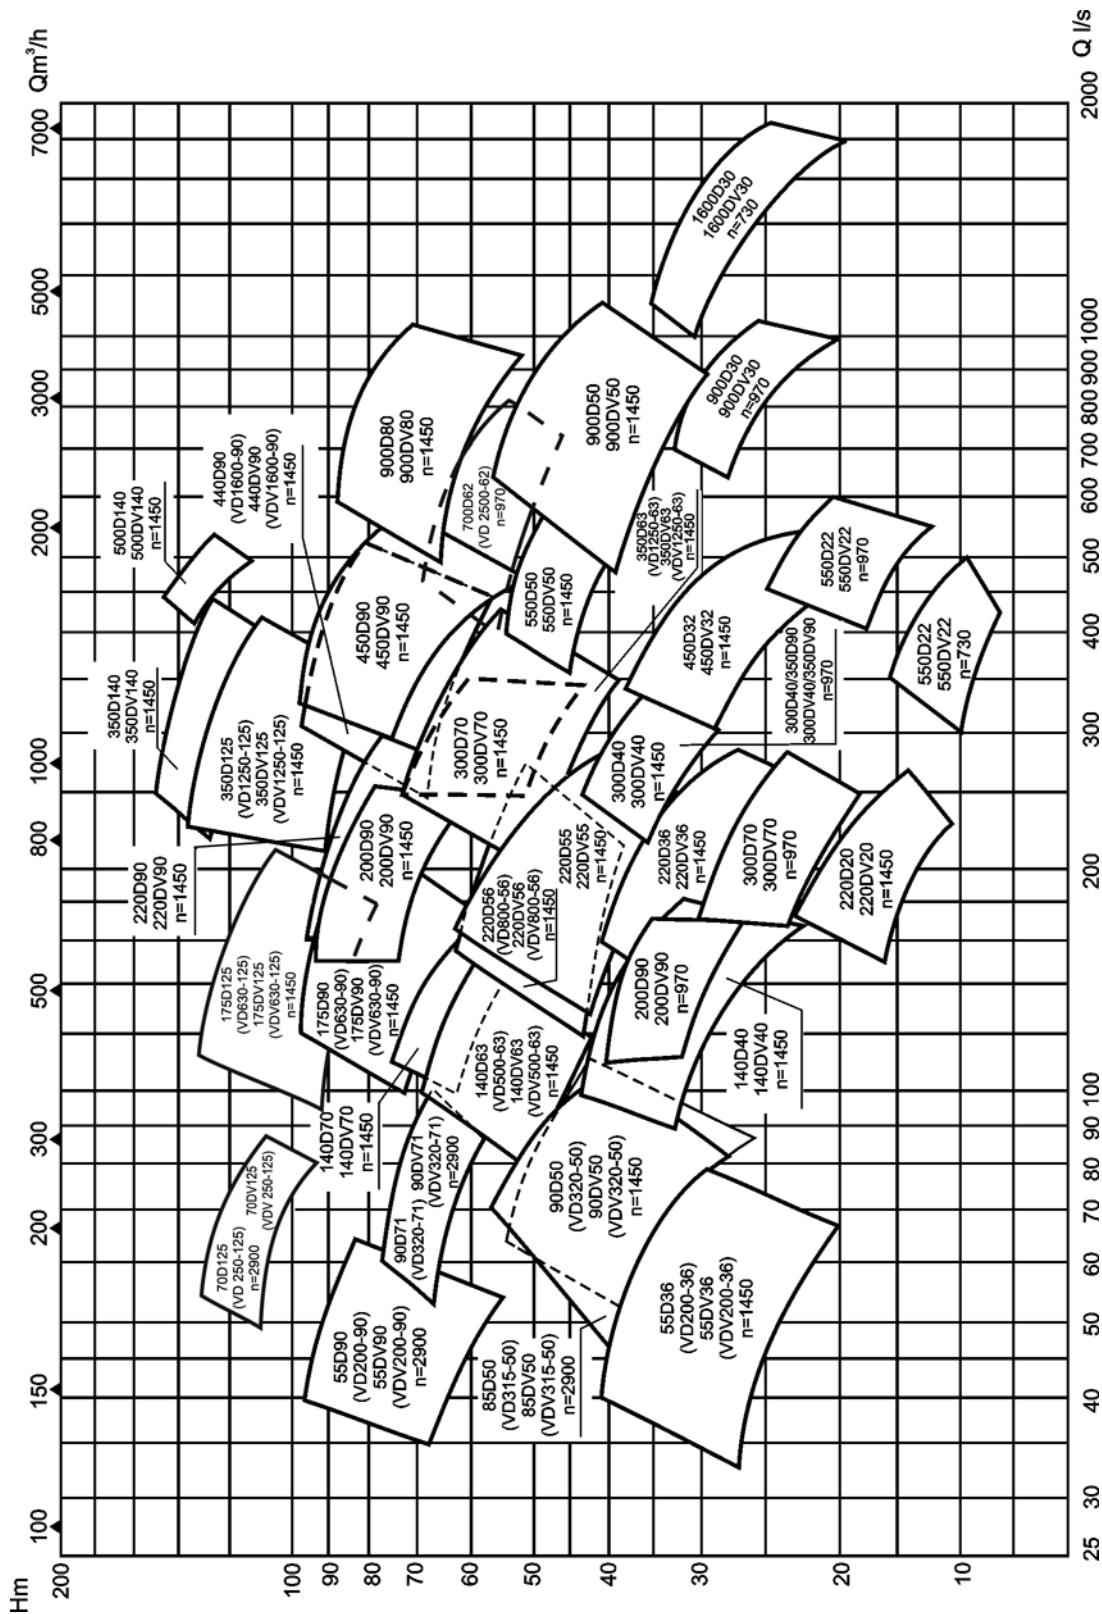 Qm³/h
100
150
200
300
500
800
1000
2000
3000
5000
7000
Hm
200
100
90
80
70
60
50
40
30
20
10
500D140
500DV140
n=1450
350D140
350DV140
n=1450
440D90
(VD1600-90)
440DV90
(VDV1600-90)
n=1450
350D125
(VD1250-125)
350DV125
(VDV1250-125)
n=1450
220D90
220DV90
n=1450
175D125
(VD630-125)
175DV125
(VDV630-125)
n=1450
70D125
(VD 250-125)
n=2900
70DV125
(VDV 250-125)
900D80
900DV80
n=1450
450D90
450DV90
n=1450
200D90
200DV90
n=1450
175D90
(VD630-90)
175DV90
(VDV630-90)
n=1450
140D70
140DV70
n=1450
55D90
(VD200-90)
55DV90
(VDV200-90)
n=2900
90D71
(VD320-71)
90DV71
(VDV320-71)
n=2900
700D62
(VD 2500-62)
n=970
300D70
300DV70
n=1450
140D63
(VD500-63)
140DV63
(VDV500-63)
n=1450
220D56
(VD800-56)
220DV56
(VDV800-56)
n=1450
220D55
220DV55
n=1450
550D50
550DV50
n=1450
900D50
900DV50
n=1450
350D63
(VD1250-63)
350DV63
(VDV1250-63)
n=1450
90D50
(VD320-50)
90DV50
(VDV320-50)
n=1450
85D50
(VD315-50)
85DV50
(VDV315-50)
n=2900
55D36
(VD200-36)
55DV36
(VDV200-36)
n=1450
300D40
300DV40
n=1450
220D36
220DV36
n=1450
200D90
200DV90
n=970
140D40
140DV40
n=1450
450D32
450DV32
n=1450
300D40/350D90
300DV40/350DV90
n=970
300D70
300DV70
n=970
220D20
220DV20
n=1450
1600D30
1600DV30
n=730
900D30
900DV30
n=970
550D22
550DV22
n=970
550D22
550DV22
n=730
25
30
40
50
60
70
80
90
100
200
300
400
500
600
700
800
900
1000
2000
Q l/s